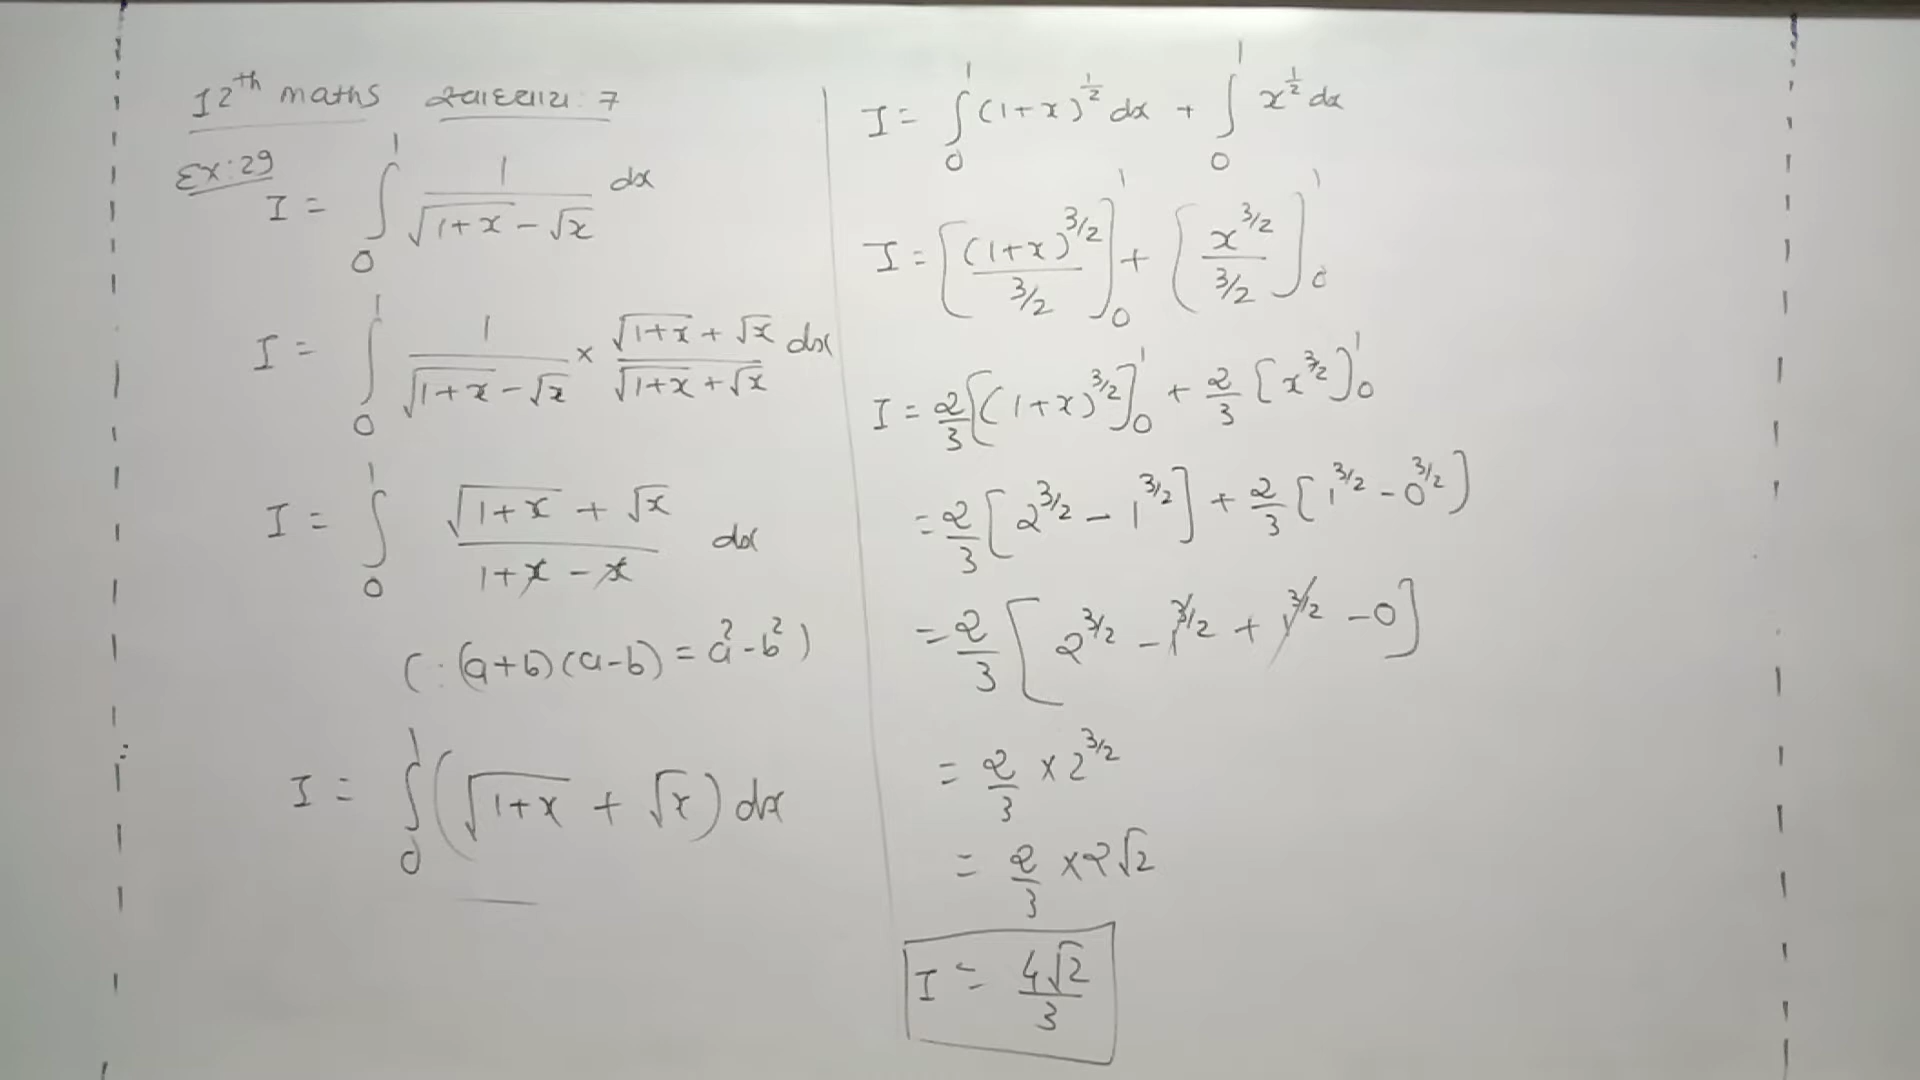 12th maths સ્વાધ્યાય: 7
Ex:29
I = ∫₀¹ 1/(√(1+x) - √x) dx
I = ∫₀¹ 1/(√(1+x) - √x) × (√(1+x) + √x)/(√(1+x) + √x) dx
I = ∫₀¹ (√(1+x) + √x)/(1+x-x) dx
(∵ (a+b)(a-b) = a²-b²)
I = ∫₀¹ (√(1+x) + √x) dx
I = ∫₀¹ (1+x)^(1/2) dx + ∫₀¹ x^(1/2) dx
I = [(1+x)^(3/2)/(3/2)]₀¹ + [x^(3/2)/(3/2)]₀¹
I = 2/3 [(1+x)^(3/2)]₀¹ + 2/3 [x^(3/2)]₀¹
= 2/3 [2^(3/2) - 1^(3/2)] + 2/3 [1^(3/2) - 0^(3/2)]
= 2/3 [2^(3/2) - 1^(3/2) + 1^(3/2) - 0]
= 2/3 × 2^(3/2)
= 2/3 × 2√2
I = 4√2/3